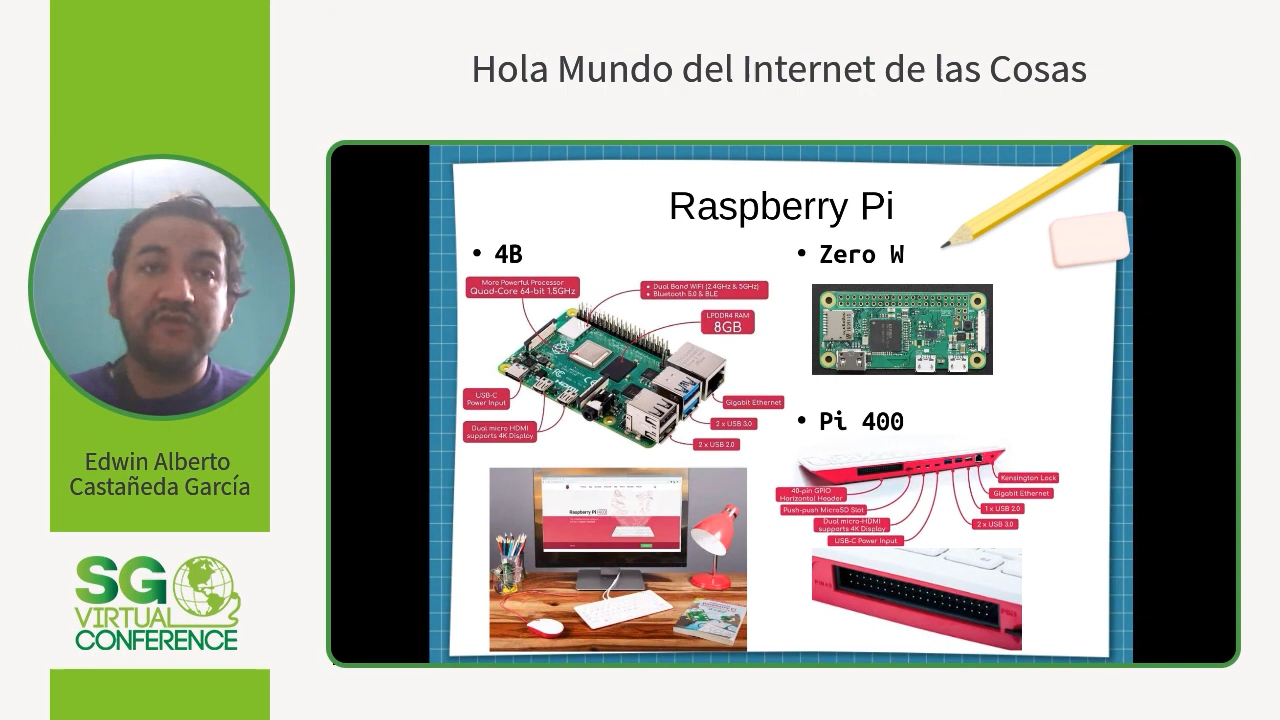 Hola Mundo del Internet de las Cosas
Edwin Alberto
Castañeda García
SG
VIRTUAL
CONFERENCE
Raspberry Pi
• 4B
More Powerful Processor
Quad-Core 64-bit 1.5GHz
• Dual Band WiFi (2.4GHz & 5GHz)
• Bluetooth 5.0 & BLE
LPDDR4 RAM
8GB
USB-C
Power Input
Dual micro HDMI
supports 4K Display
Gigabit Ethernet
2 x USB 3.0
2 x USB 2.0
Raspberry Pi 400
• Zero W
• Pi 400
40-pin GPIO
Horizontal Header
Push-push MicroSD Slot
Dual micro-HDMI
supports 4K Display
USB-C Power Input
Kensington Lock
Gigabit Ethernet
1 x USB 2.0
2 x USB 3.0